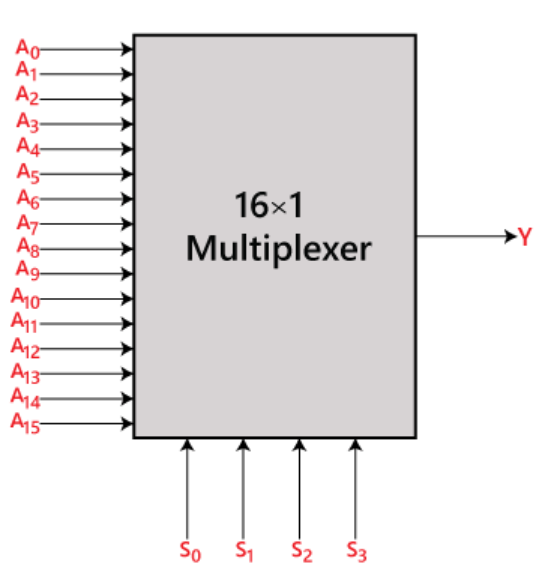 A₀
A₁
A₂
A₃
A₄
A₅
A₆
A₇
A₈
A₉
A₁₀
A₁₁
A₁₂
A₁₃
A₁₄
A₁₅
16×1
Multiplexer
Y
S₀ S₁ S₂ S₃